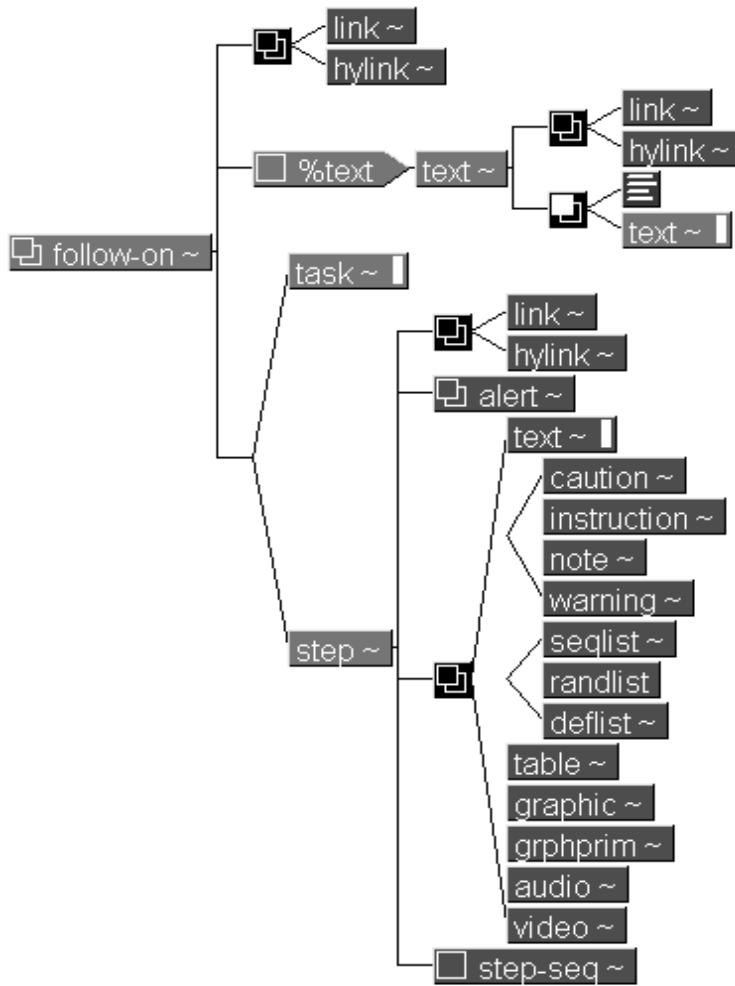 link ~
hylink ~
%text
text ~
link ~
hylink ~
text ~
follow-on ~
task ~
link ~
hylink ~
alert ~
text ~
caution ~
instruction ~
note ~
warning ~
step ~
seqlist ~
randlist
deflist ~
table ~
graphic ~
grphprim ~
audio ~
video ~
step-seq ~